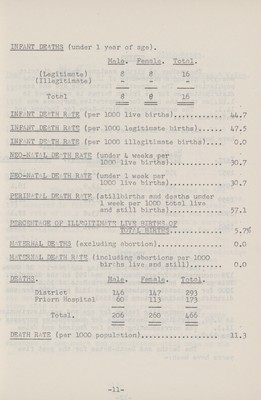 INFANT DEATHS (under 1 year of age).
Male. Female. Total.
(Legitimate) 8 8 16
(Illegitimate) - - -
Total 8 8 16
INFANT DEATH RATE (per 1000 live births)............ 44.7
INFANT DEATH RATE (per 1000 legitimate births)...... 47.5
INFANT DEATH RATE (per 1000 illegitimate births).... 0.0
NEO-NATAL DEATH RATE (under 4 weeks per
1000 live births)............. 30.7
NEO-NATAL DEATH RATE (under 1 week per
1000 live births)............. 30.7
PERINATAL DEATH RATE (stillbirths and deaths under
1 week per 1000 total live
and still births)............. 57.1
PERCENTAGE OF ILLEGITIMATE LIVE BIRTHS OF
TOTAL BIRTHS............. 5.7%
MATERNAL DEATHS (excluding abortion)................ 0.0
MATERNAL DEATH RATE (including abortions per 1000
births live and still)........ 0.0
DEATHS. Male. Female. Total.
District 146 147 293
Friern Hospital 60 113 173
Total. 206 260 466
DEATH RATE (per 1000 population)................... 11.3
-11-